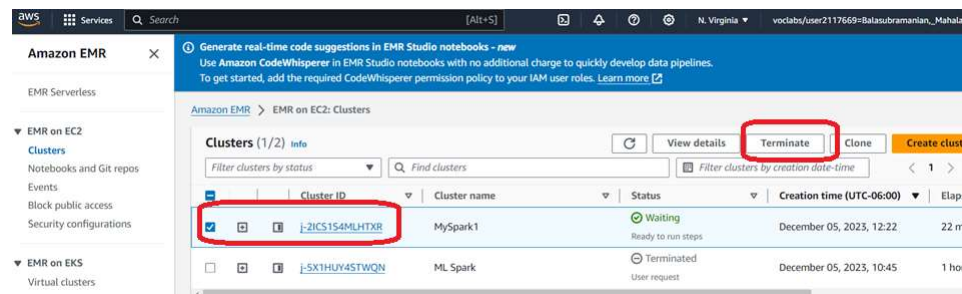 aws Services Search [Alt+S] N. Virginia voclabs/user2117669=Balasubramanian,_Mahala
Amazon EMR
EMR Serverless
EMR on EC2
Clusters
Notebooks and Git repos
Events
Block public access
Security configurations
EMR on EKS
Virtual clusters
Generate real-time code suggestions in EMR Studio notebooks - new
Use Amazon CodeWhisperer in EMR Studio notebooks with no additional charge to quickly develop data pipelines.
To get started, add the required CodeWhisperer permission policy to your IAM user roles. Learn more
Amazon EMR > EMR on EC2: Clusters
Clusters (1/2) Info View details Terminate Clone Create clust
Filter clusters by status Find clusters Filter clusters by creation date-time < 1 >
Cluster ID Cluster name Status Creation time (UTC-06:00) Elap
j-2ICS1S4MLHTXR MySpark1 Waiting December 05, 2023, 12:22 22 m
Ready to run steps
j-5X1HUY4STWQN ML Spark Terminated December 05, 2023, 10:45 1 ho
User request